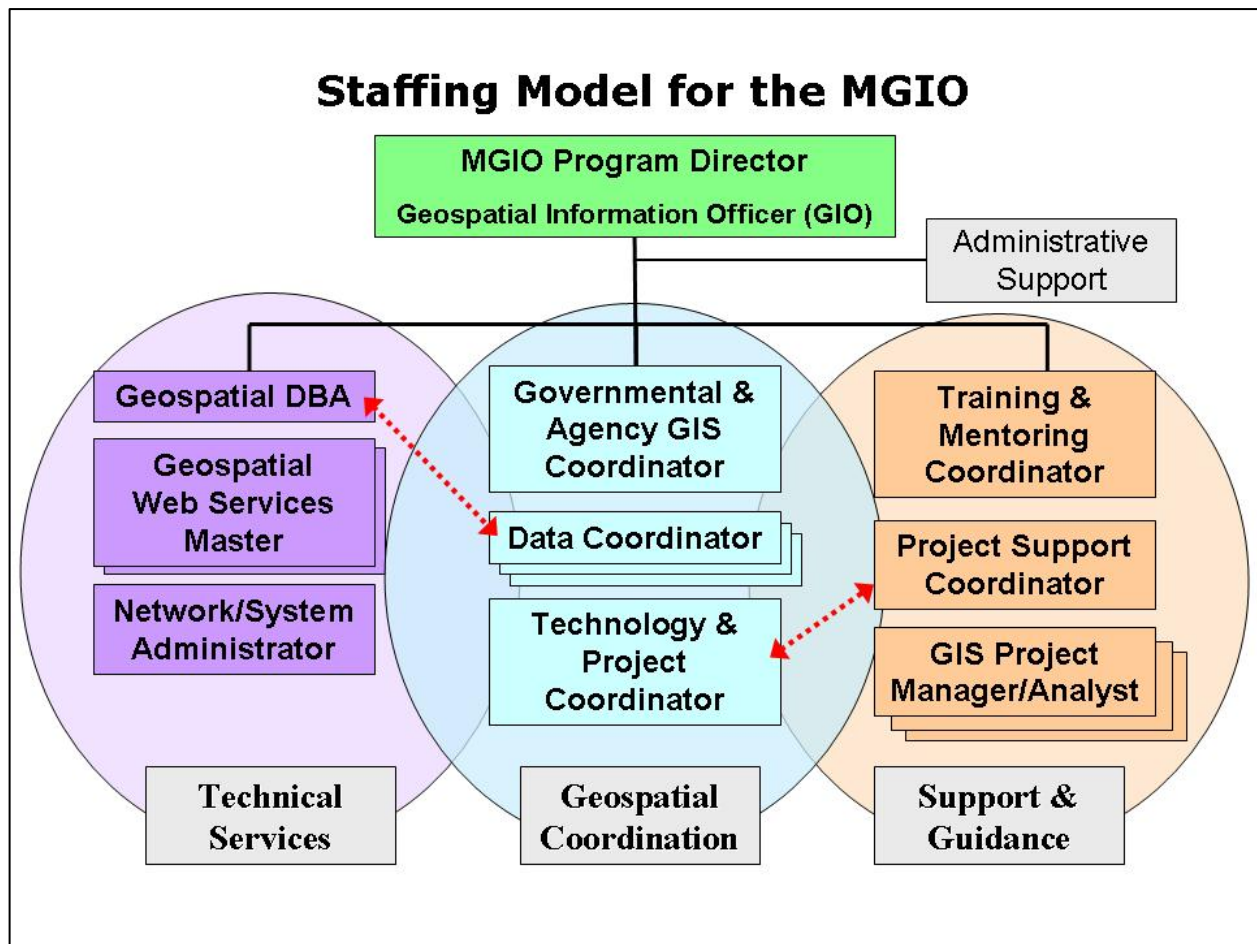 Staffing Model for the MGIO
MGIO Program Director
Geospatial Information Officer (GIO)
Administrative
Support
Geospatial DBA
Geospatial
Web Services
Master
Network/System
Administrator
Technical
Services
Governmental &
Agency GIS
Coordinator
Data Coordinator
Technology &
Project
Coordinator
Geospatial
Coordination
Training &
Mentoring
Coordinator
Project Support
Coordinator
GIS Project
Manager/Analyst
Support &
Guidance